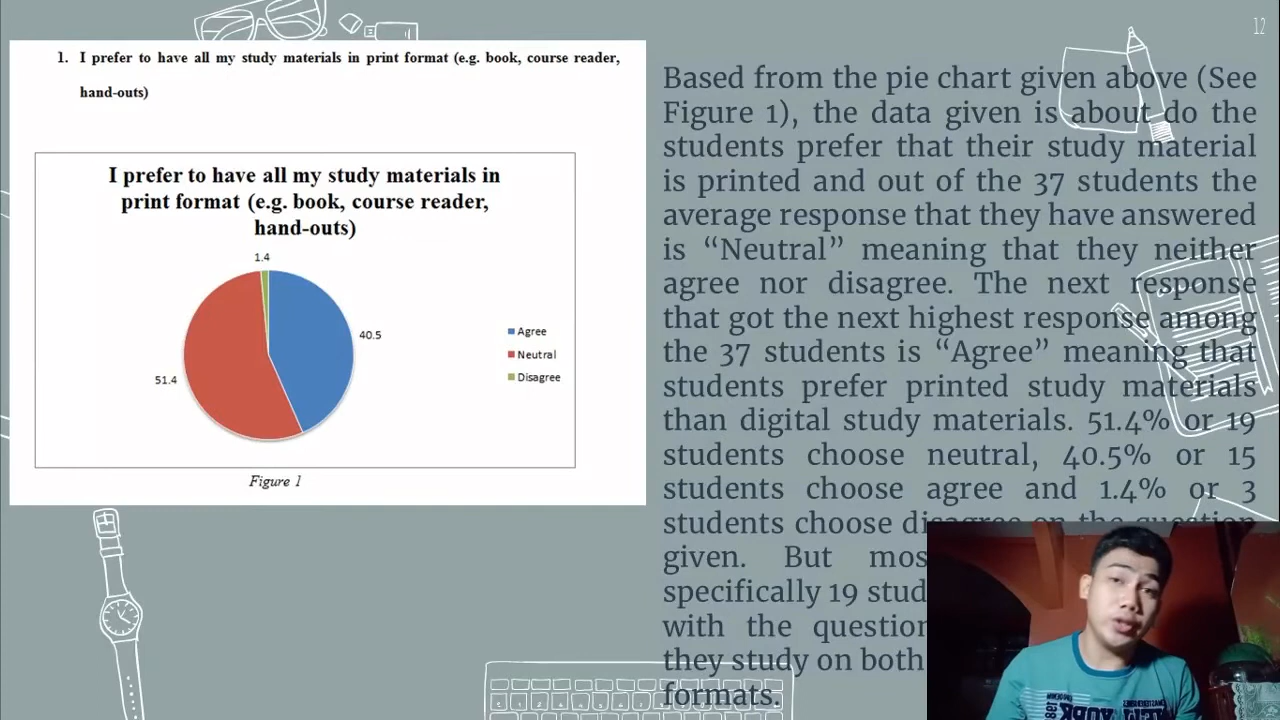 12
1. I prefer to have all my study materials in print format (e.g. book, course reader,
hand-outs)
I prefer to have all my study materials in
print format (e.g. book, course reader,
hand-outs)
1.4
40.5
51.4
Agree
Neutral
Disagree
Figure 1
Based from the pie chart given above (See
Figure 1), the data given is about do the
students prefer that their study material
is printed and out of the 37 students the
average response that they have answered
is “Neutral” meaning that they neither
agree nor disagree. The next response
that got the next highest response among
the 37 students is “Agree” meaning that
students prefer printed study materials
than digital study materials. 51.4% or 19
students choose neutral, 40.5% or 15
students choose agree and 1.4% or 3
students choose disagree on the question
given. But
specifically 19
with the
they study on both
formats.